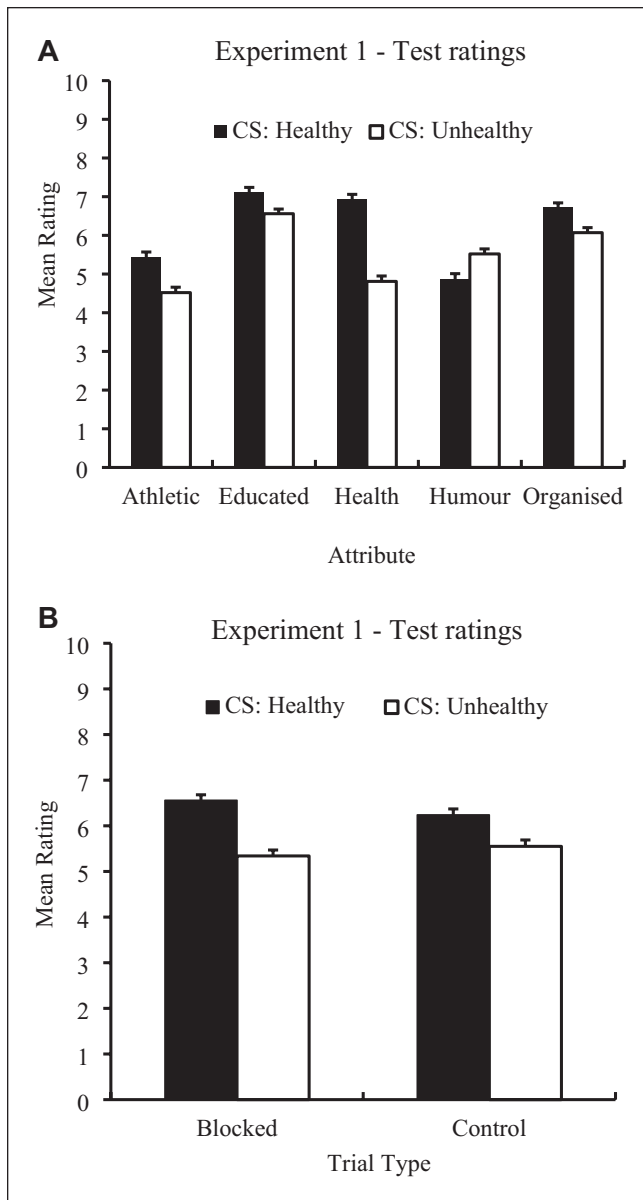 A
Experiment 1 - Test ratings
10
9
8
7
6
5
4
3
2
1
0
Mean Rating
CS: Healthy CS: Unhealthy
Athletic Educated Health Humour Organised
Attribute
B
Experiment 1 - Test ratings
10
9
8
7
6
5
4
3
2
1
0
Mean Rating
CS: Healthy CS: Unhealthy
Blocked Control
Trial Type